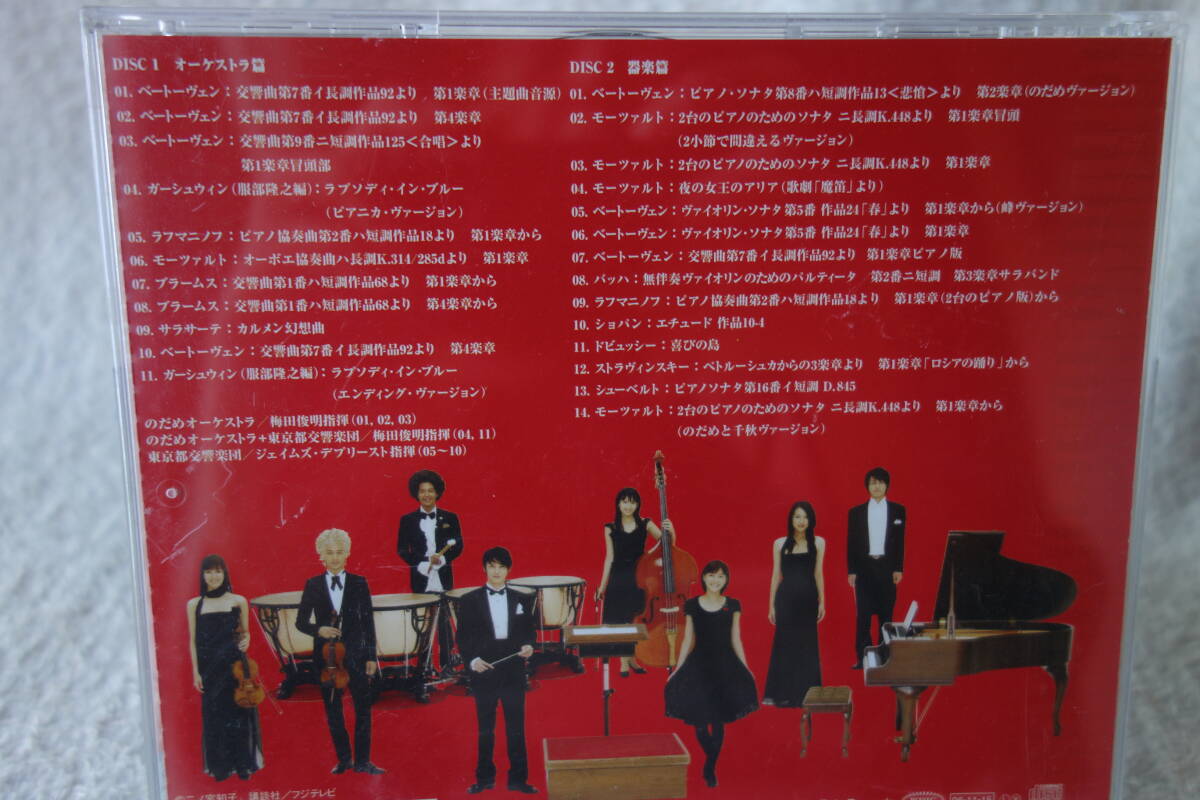 DISC 1 オーケストラ篇
01. ベートーヴェン：交響曲第7番イ長調作品92より 第1楽章(主題曲音源)
02. ベートーヴェン：交響曲第7番イ長調作品92より 第4楽章
03. ベートーヴェン：交響曲第9番ニ短調作品125<合唱>より
第1楽章冒頭部
04. ガーシュウィン(服部隆之編)：ラプソディ・イン・ブルー
(ピアニカ・ヴァージョン)
05. ラフマニノフ：ピアノ協奏曲第2番ハ短調作品18より 第1楽章から
06. モーツァルト：オーボエ協奏曲ハ長調K.314/285dより 第1楽章
07. ブラームス：交響曲第1番ハ短調作品68より 第1楽章から
08. ブラームス：交響曲第1番ハ短調作品68より 第4楽章から
09. サラサーテ：カルメン幻想曲
10. ベートーヴェン：交響曲第7番イ長調作品92より 第4楽章
11. ガーシュウィン(服部隆之編)：ラプソディ・イン・ブルー
(エンディング・ヴァージョン)
のだめオーケストラ/梅田俊明指揮(01, 02, 03)
のだめオーケストラ+東京都交響楽団/梅田俊明指揮(04, 11)
東京都交響楽団/ジェイムズ・デプリースト指揮(05〜10)
DISC 2 器楽篇
01. ベートーヴェン：ピアノ・ソナタ第8番ハ短調作品13<悲愴>より 第2楽章(のだめヴァージョン)
02. モーツァルト：2台のピアノのためのソナタ ニ長調K.448より 第1楽章冒頭
(2小節で間違えるヴァージョン)
03. モーツァルト：2台のピアノのためのソナタ ニ長調K.448より 第1楽章
04. モーツァルト：夜の女王のアリア(歌劇「魔笛」より)
05. ベートーヴェン：ヴァイオリン・ソナタ第5番 作品24「春」より 第1楽章から(峰ヴァージョン)
06. ベートーヴェン：ヴァイオリン・ソナタ第5番 作品24「春」より 第1楽章
07. ベートーヴェン：交響曲第7番イ長調作品92より 第1楽章ピアノ版
08. バッハ：無伴奏ヴァイオリンのためのパルティータ 第2番ニ短調 第3楽章サラバンド
09. ラフマニノフ：ピアノ協奏曲第2番ハ短調作品18より 第1楽章(2台のピアノ版)から
10. ショパン：エチュード 作品10-4
11. ドビュッシー：喜びの島
12. ストラヴィンスキー：ペトルーシュカからの3楽章より 第1楽章「ロシアの踊り」から
13. シューベルト：ピアノソナタ第16番イ短調 D.845
14. モーツァルト：2台のピアノのためのソナタ ニ長調K.448より 第1楽章から
(のだめと千秋ヴァージョン)
©二ノ宮知子, 講談社/フジテレビ